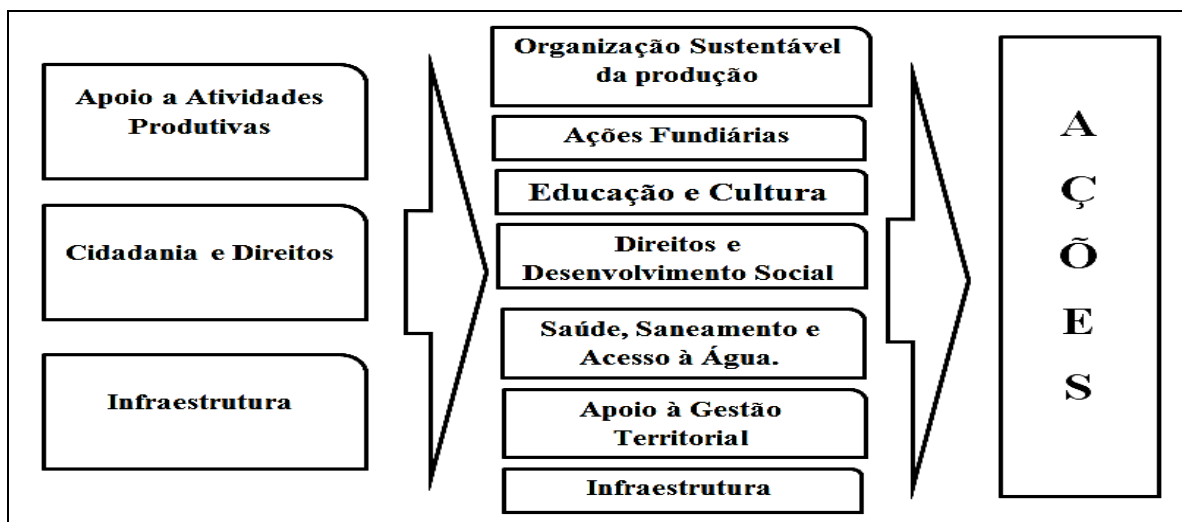 Apoio a Atividades
Produtivas
Cidadania e Direitos
Infraestrutura
Organização Sustentável
da produção
Ações Fundiárias
Educação e Cultura
Direitos e
Desenvolvimento Social
Saúde, Saneamento e
Acesso à Água.
Apoio à Gestão
Territorial
Infraestrutura
A
Ç
Õ
E
S